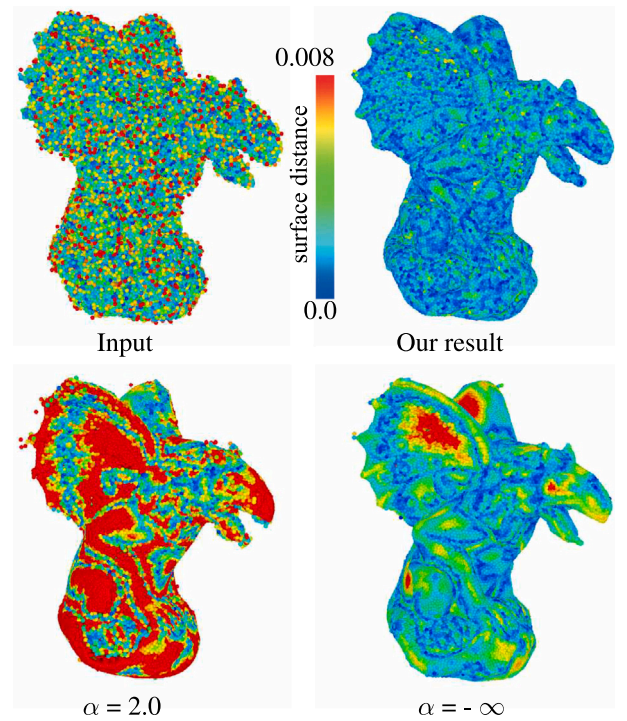 0.008
surface distance
0.0
Input
Our result
α = 2.0
α = - ∞